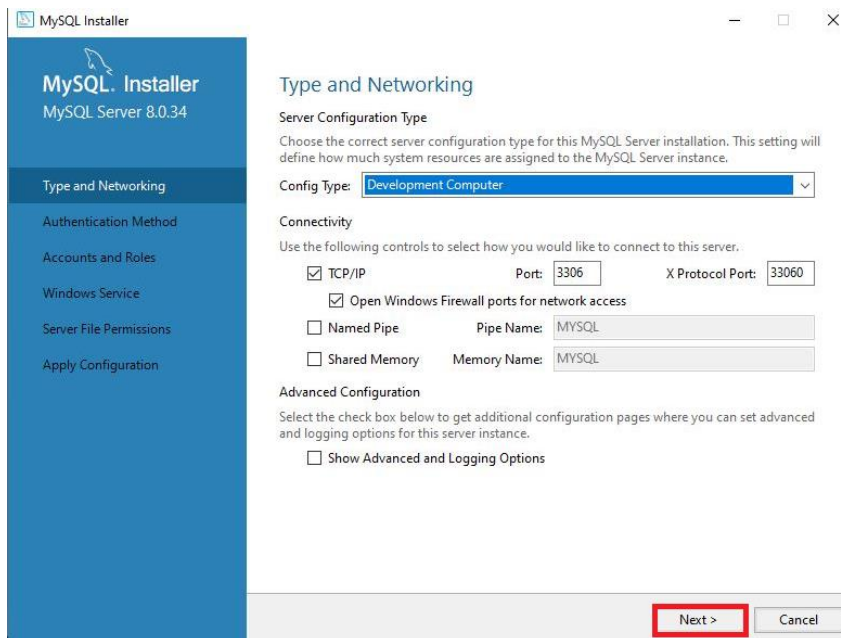 MySQL Installer
MySQL. Installer
MySQL Server 8.0.34
Type and Networking
Authentication Method
Accounts and Roles
Windows Service
Server File Permissions
Apply Configuration
Type and Networking
Server Configuration Type
Choose the correct server configuration type for this MySQL Server installation. This setting will
define how much system resources are assigned to the MySQL Server instance.
Config Type: Development Computer
Connectivity
Use the following controls to select how you would like to connect to this server.
TCP/IP Port: 3306 X Protocol Port: 33060
Open Windows Firewall ports for network access
Named Pipe Pipe Name: MYSQL
Shared Memory Memory Name: MYSQL
Advanced Configuration
Select the check box below to get additional configuration pages where you can set advanced
and logging options for this server instance.
Show Advanced and Logging Options
Next > Cancel